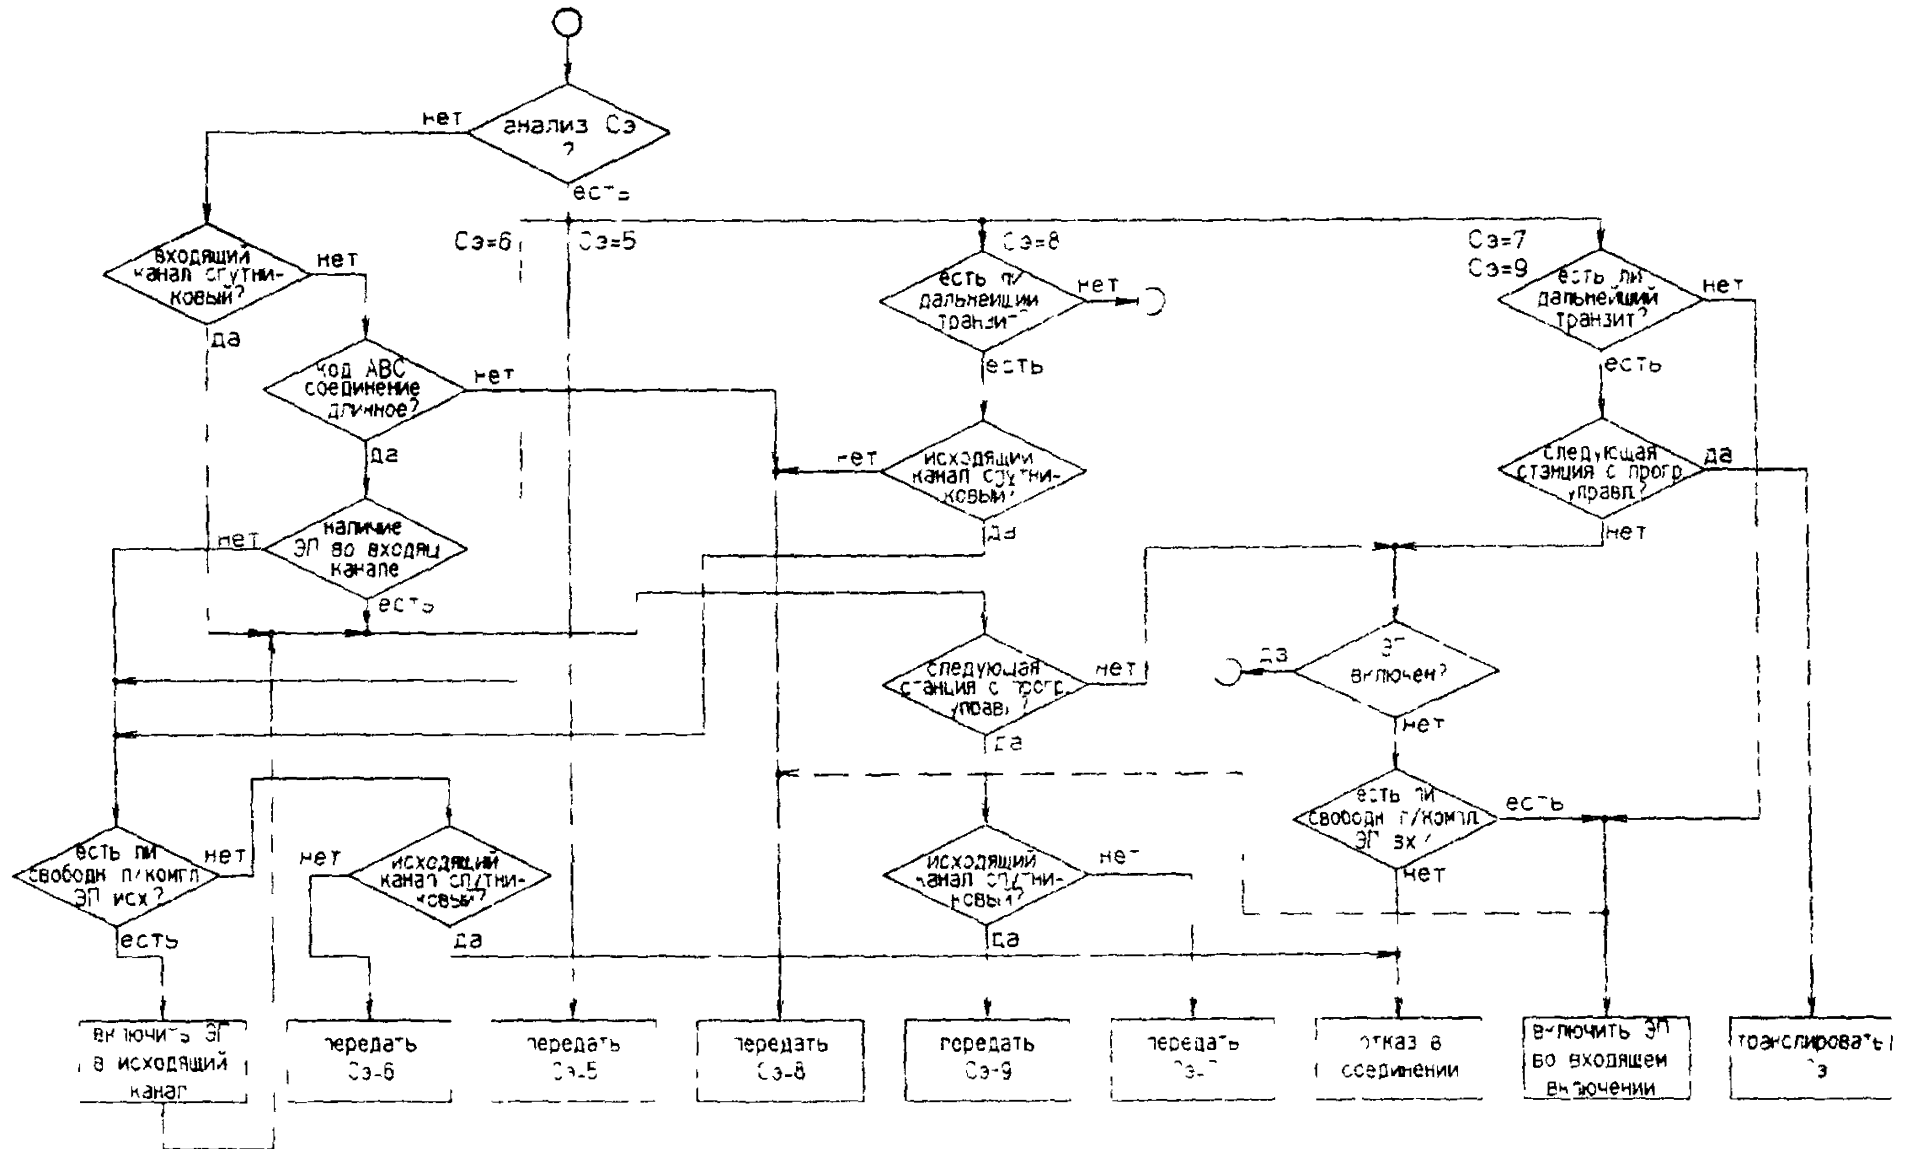 нет
анализ Сэ
?
есть
Сэ=6
Сэ=5
Сэ=8
Сэ=7
Сэ=9
входящий
канал спутни-
ковый?
нет
да
есть ли
дальнейший
транзит?
нет
есть
есть ли
дальнейший
транзит?
нет
есть
код АВС
соединение
длинное?
нет
да
исходящий
канал спутни-
ковый?
нет
да
следующая
станция с прогр.
управл.?
да
нет
наличие
ЭП во входящ
канале
нет
есть
следующая
станция с прогр.
управл.?
нет
да
ЭП
включен?
да
нет
есть ли
свободн п/компл
ЭП исх?
нет
есть
исходящий
канал спутни-
ковый?
нет
да
исходящий
канал спутни-
ковый?
нет
да
есть ли
свободн п/компл
ЭП вх?
есть
нет
включить ЭП
в исходящий
канал
передать
Сэ-6
передать
Сэ-5
передать
Сэ-8
передать
Сэ-9
передать
отказ в
соединении
включить ЭП
во входящем
включении
транслировать
Сэ